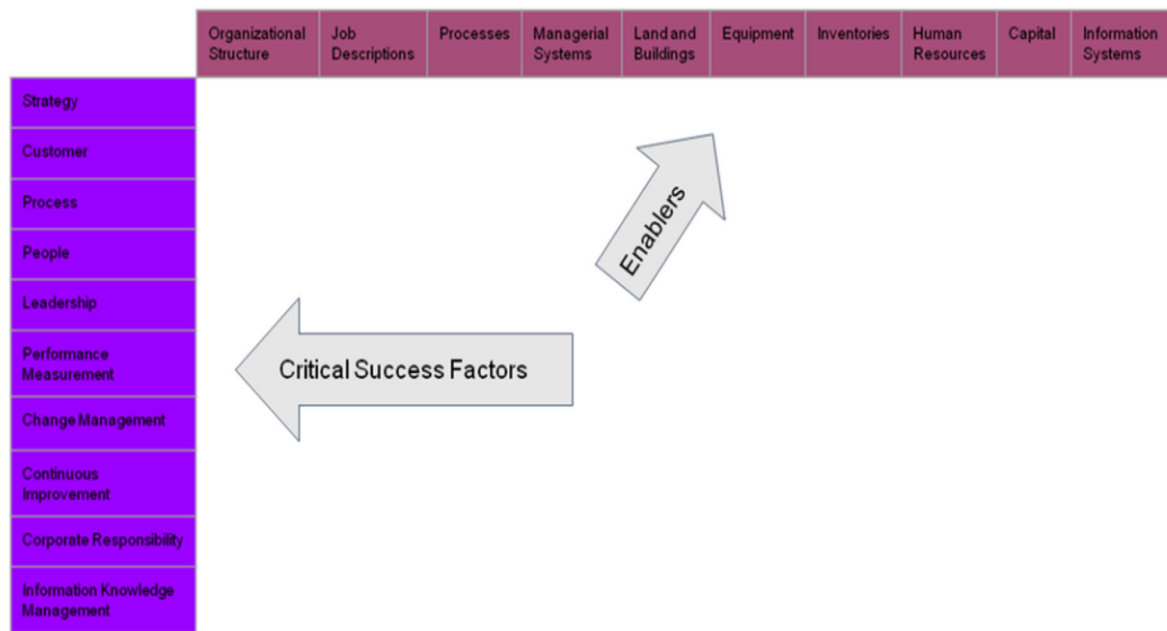 Organizational Structure
Job Descriptions
Processes
Managerial Systems
Land and Buildings
Equipment
Inventories
Human Resources
Capital
Information Systems
Strategy
Customer
Process
People
Leadership
Performance
Measurement
Change Management
Continuous
Improvement
Corporate Responsibility
Information Knowledge
Management
Enablers
Critical Success Factors